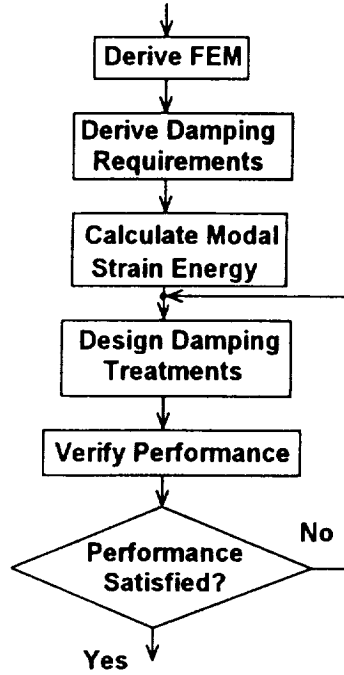 Derive FEM
Derive Damping
Requirements
Calculate Modal
Strain Energy
Design Damping
Treatments
Verify Performance
Performance
Satisfied?
No
Yes